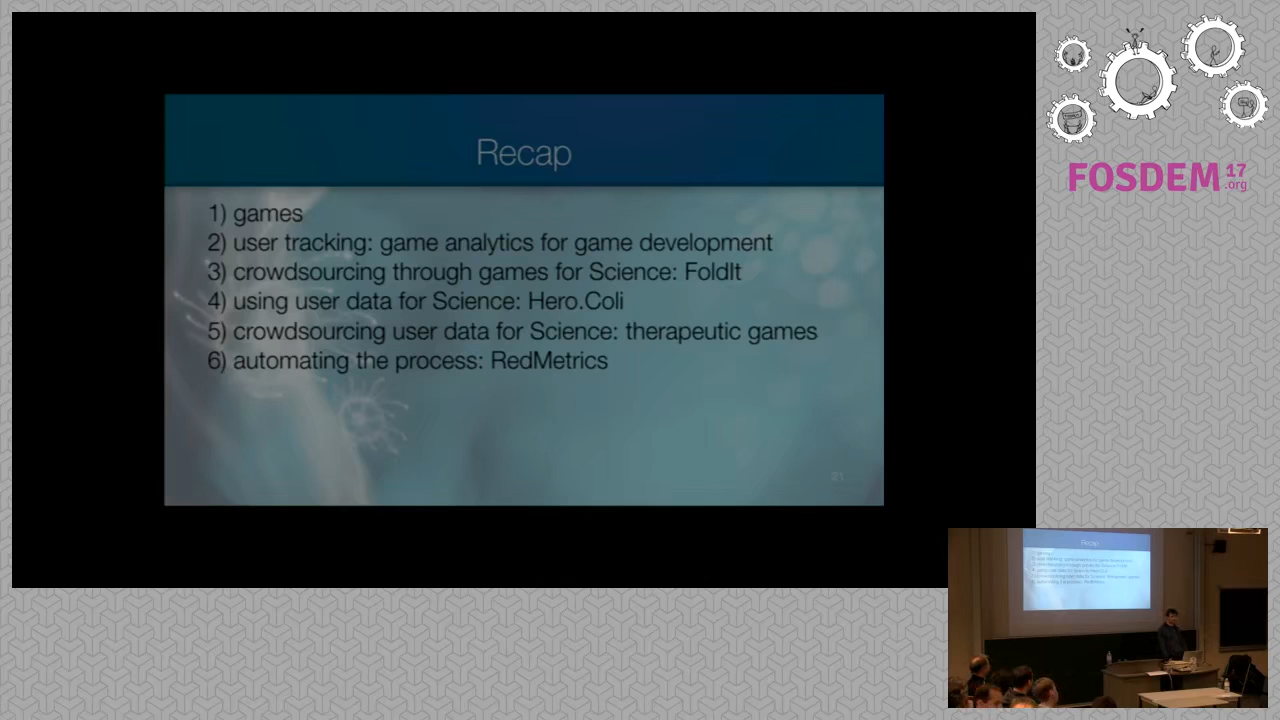 Recap
1) games
2) user tracking: game analytics for game development
3) crowdsourcing through games for Science: FoldIt
4) using user data for Science: Hero.Coli
5) crowdsourcing user data for Science: therapeutic games
6) automating the process: RedMetrics
21
FOSDEM 17
.org
Recap